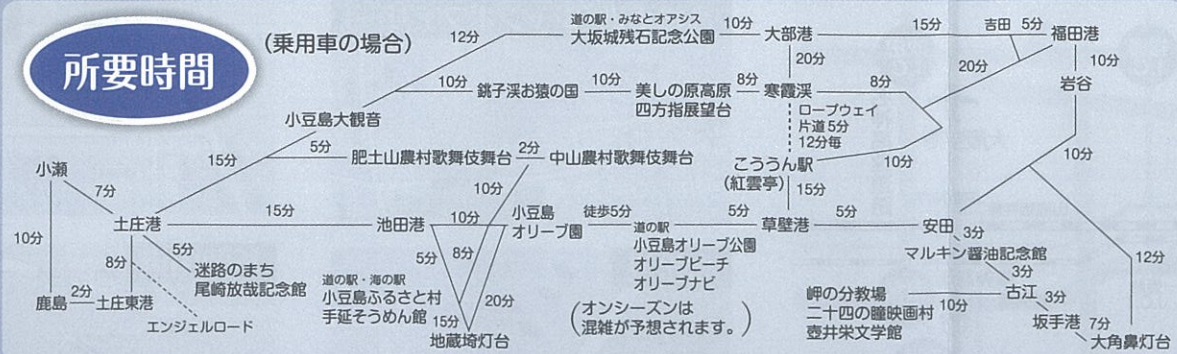 所要時間
(乗用車の場合)
12分
道の駅・みなとオアシス
大坂城残石記念公園
10分
大部港
15分
吉田
5分
福田港
10分
銚子渓お猿の国
10分
美しの原高原
四方指展望台
8分
寒霞渓
20分
8分
20分
10分
岩谷
小豆島大観音
ロープウェイ
片道5分
12分毎
15分
5分
肥土山農村歌舞伎舞台
2分
中山農村歌舞伎舞台
こううん駅
(紅雲亭)
10分
10分
小瀬
7分
10分
15分
土庄港
15分
池田港
10分
小豆島
オリーブ園
徒歩5分
道の駅
小豆島オリーブ公園
オリーブビーチ
オリーブナビ
5分
草壁港
5分
安田
3分
マルキン醤油記念館
10分
8分
5分
迷路のまち
尾崎放哉記念館
5分
8分
20分
道の駅・海の駅
小豆島ふるさと村
手延そうめん館
15分
地蔵埼灯台
(オンシーズンは
混雑が予想されます。)
3分
古江
12分
鹿島
2分
土庄東港
エンジェルロード
岬の分教場
二十四の瞳映画村
壺井栄文学館
10分
3分
坂手港
7分
大角鼻灯台